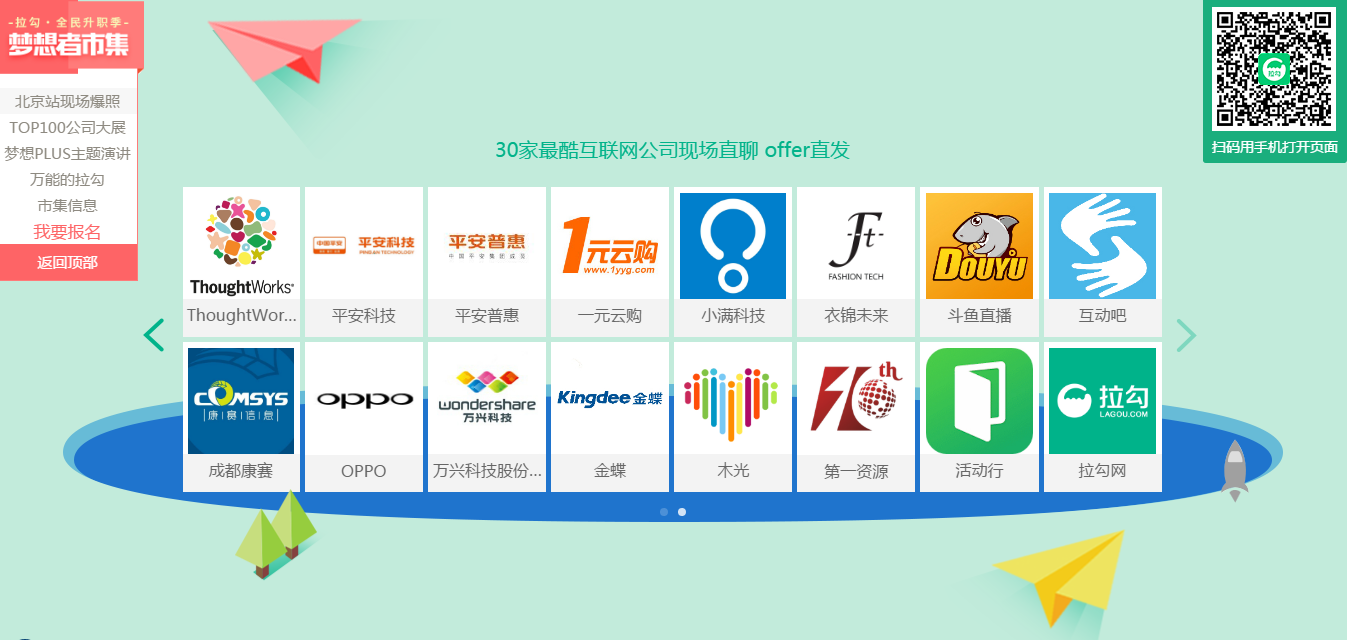 -拉勾·全民升职季-
梦想者市集
北京站现场爆照
TOP100公司大展
梦想PLUS主题演讲
万能的拉勾
市集信息
我要报名
返回顶部
拉勾
扫码用手机打开页面
30家最酷互联网公司现场直聊 offer直发
ThoughtWorks
ThoughtWor...
中国平安 平安科技
PING AN TECHNOLOGY
平安科技
平安普惠
中国平安集团成员
平安普惠
1元云购
www.1yyg.com
一元云购
小满科技
Ft
FASHION TECH
衣锦未来
DOUYU
斗鱼直播
互动吧
COMSYS
康|赛|信|息
成都康赛
oppo
OPPO
wondershare
万兴科技
万兴科技股份...
Kingdee金蝶
金蝶
木光
th
第一资源
活动行
拉勾
LAGOU.COM
拉勾网